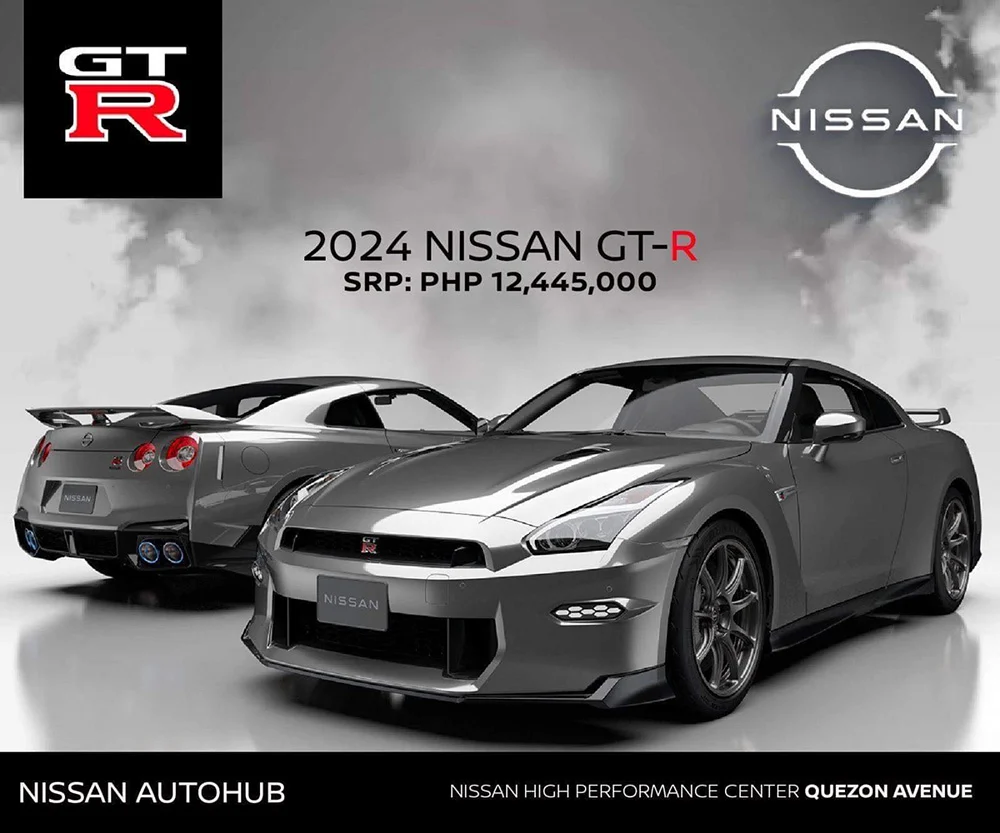 GT
R
NISSAN
2024 NISSAN GT-R
SRP: PHP 12,445,000
NISSAN
GT
R
NISSAN
NISSAN AUTOHUB
NISSAN HIGH PERFORMANCE CENTER QUEZON AVENUE